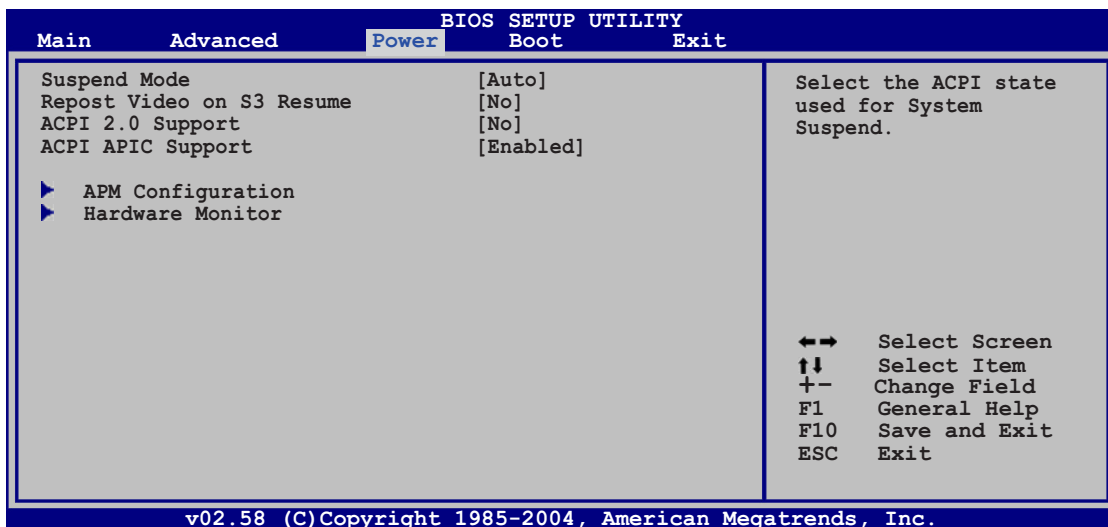 BIOS SETUP UTILITY
Main Advanced Power Boot Exit
Suspend Mode [Auto]
Repost Video on S3 Resume [No]
ACPI 2.0 Support [No]
ACPI APIC Support [Enabled]
APM Configuration
Hardware Monitor
Select the ACPI state
used for System
Suspend.
←→ Select Screen
↑↓ Select Item
+- Change Field
F1 General Help
F10 Save and Exit
ESC Exit
v02.58 (C)Copyright 1985-2004, American Megatrends, Inc.